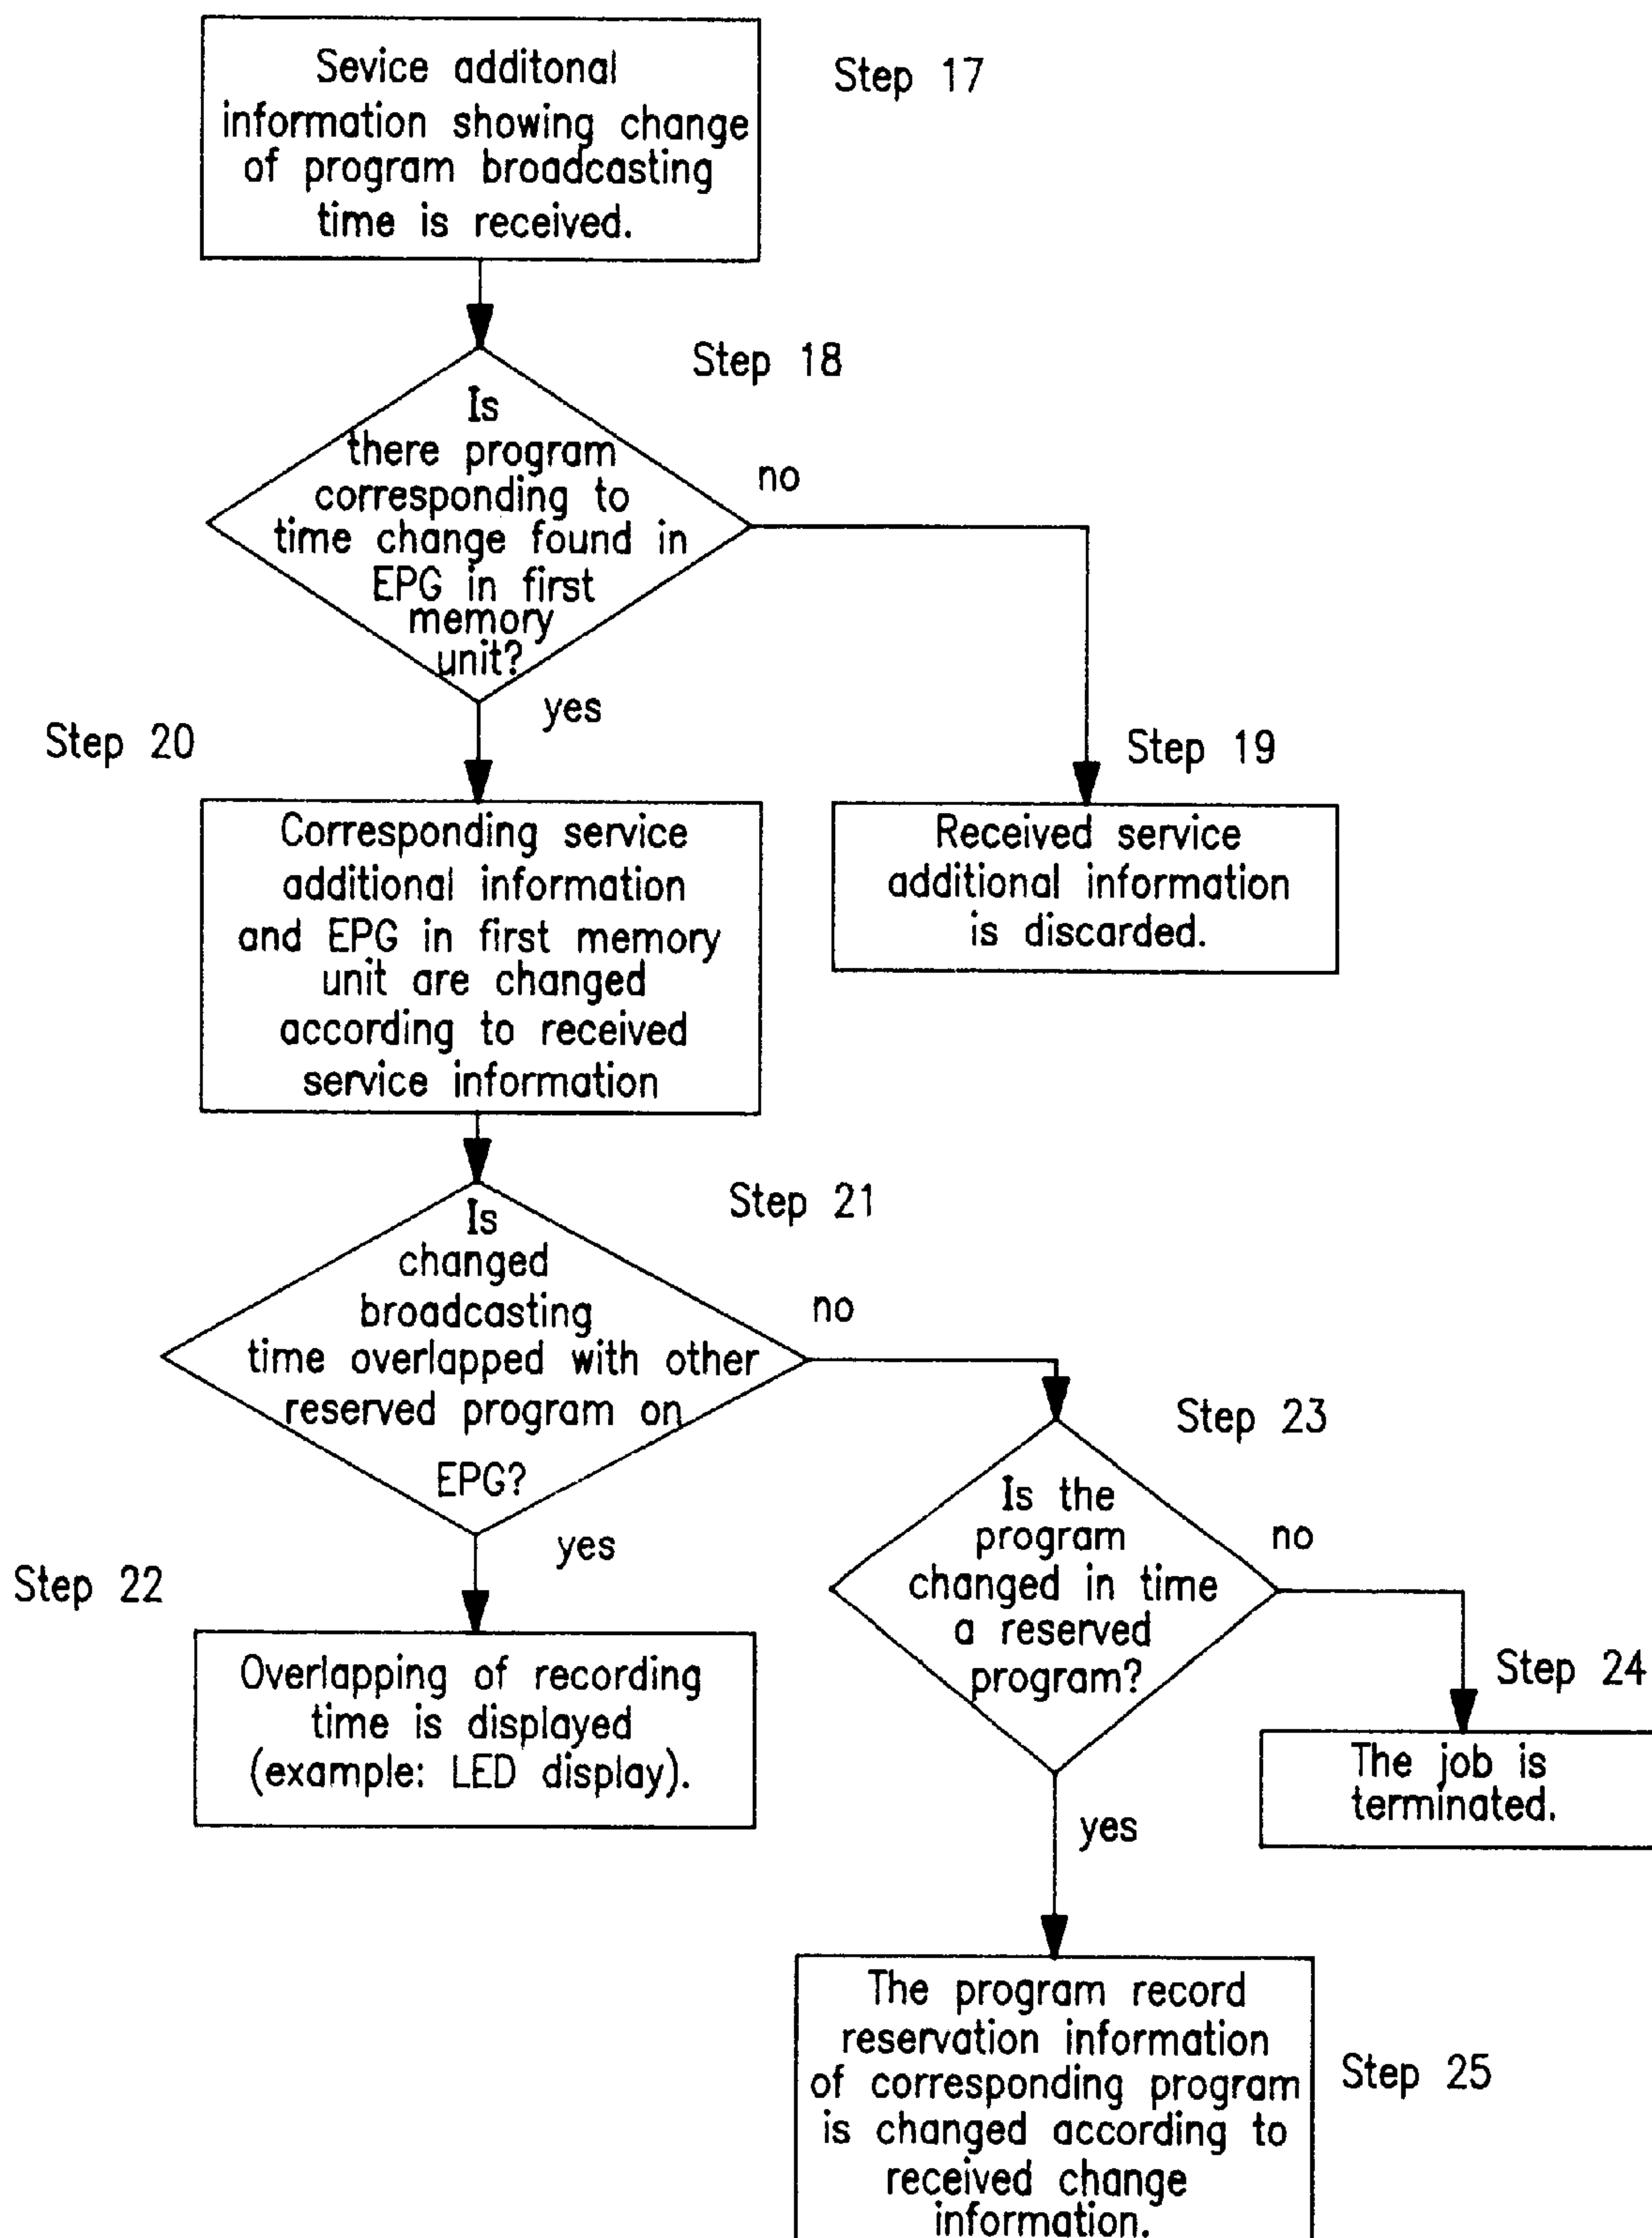 Sevice additonal
information showing change
of program broadcasting
time is received.
Step 17
Step 18
Is
there program
corresponding to
time change found in
EPG in first
memory
unit?
no
yes
Step 20
Step 19
Corresponding service
additional information
and EPG in first memory
unit are changed
according to received
service information
Received service
additional information
is discarded.
Step 21
Is
changed
broadcasting
time overlapped with other
reserved program on
EPG?
no
yes
Step 23
Is the
program
changed in time
a reserved
program?
no
yes
Step 22
Overlapping of recording
time is displayed
(example: LED display).
Step 24
The job is
terminated.
The program record
reservation information
of corresponding program
is changed according to
received change
information.
Step 25